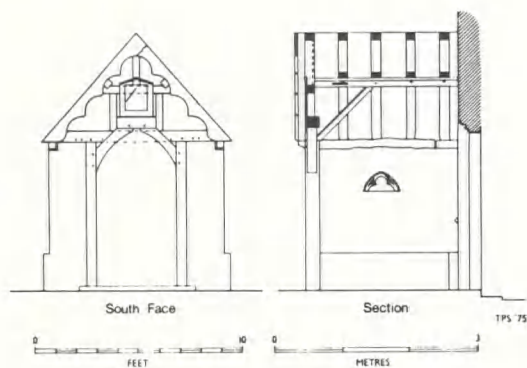 South Face
Section
TPS '75
0 10
FEET
0 3
METRES